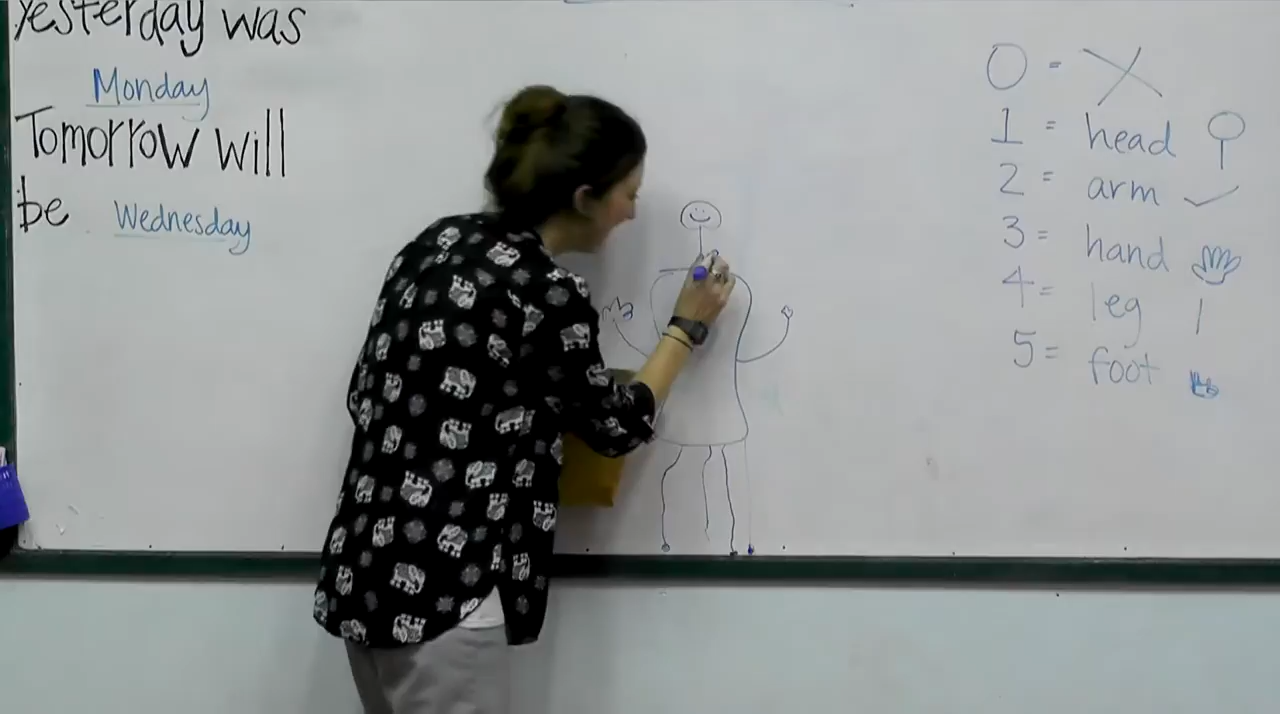 Yesterday was
Monday
Tomorrow will
be Wednesday
0 = X
1 = head
2 = arm
3 = hand
4 = leg
5 = foot